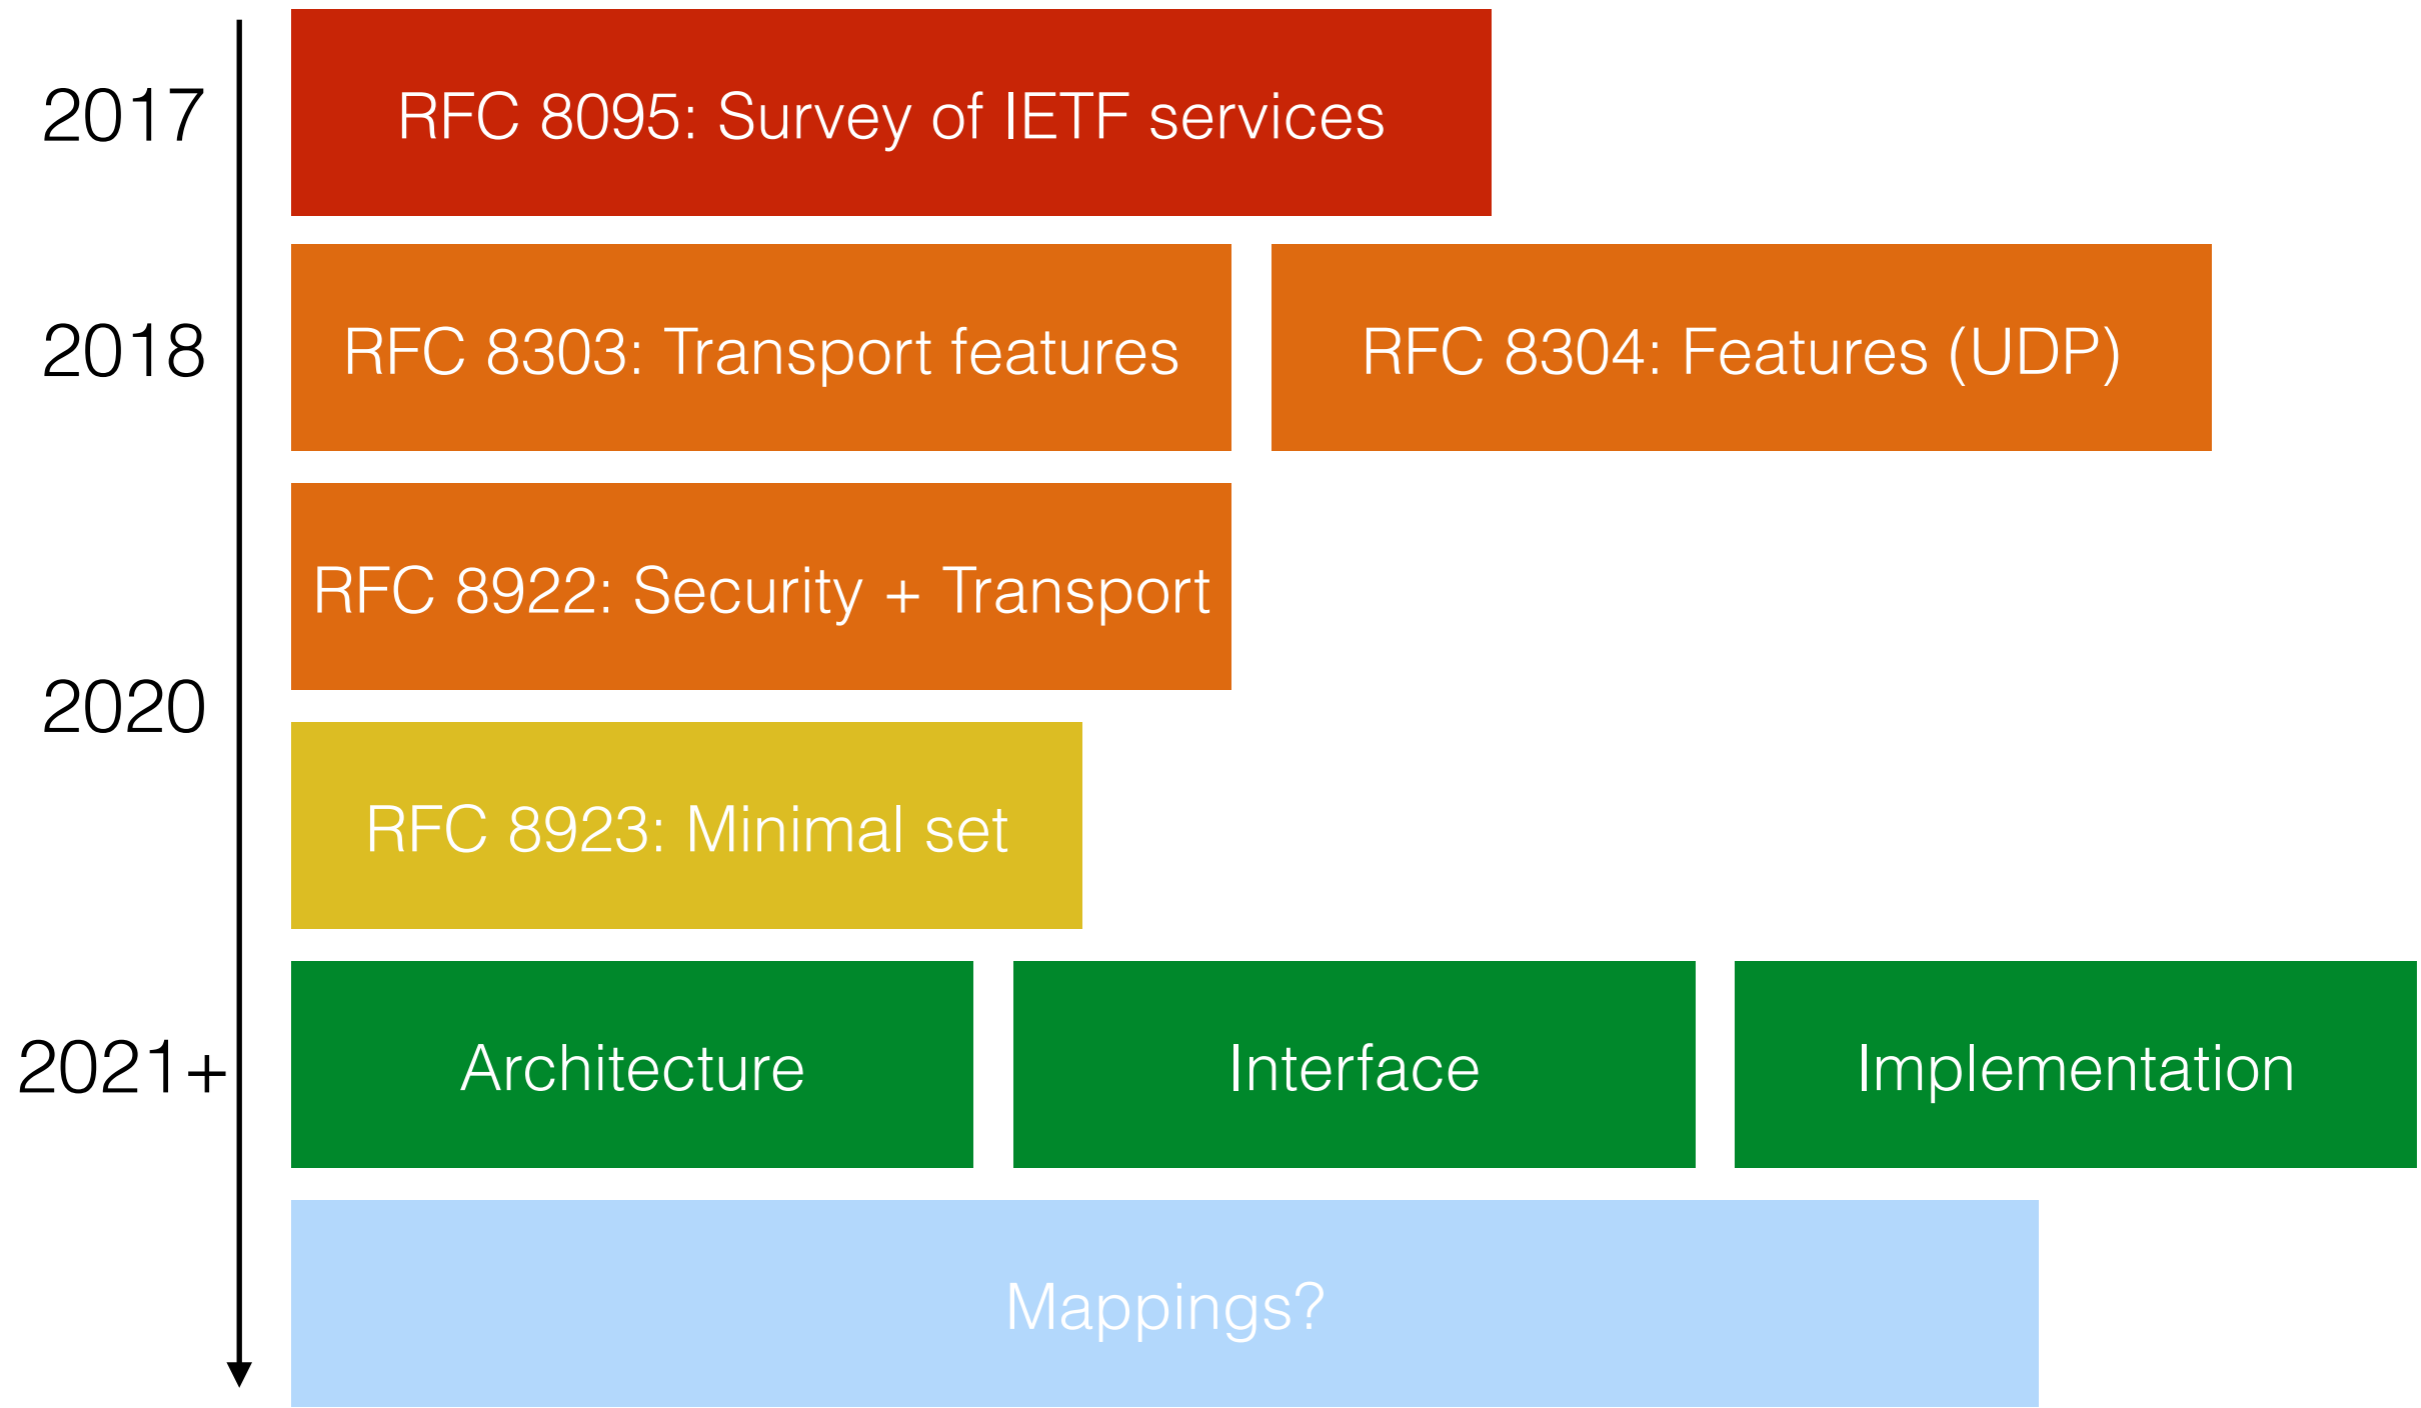 2017
RFC 8095: Survey of IETF services
2018
RFC 8303: Transport features
RFC 8304: Features (UDP)
RFC 8922: Security + Transport
2020
RFC 8923: Minimal set
2021+
Architecture
Interface
Implementation
Mappings?